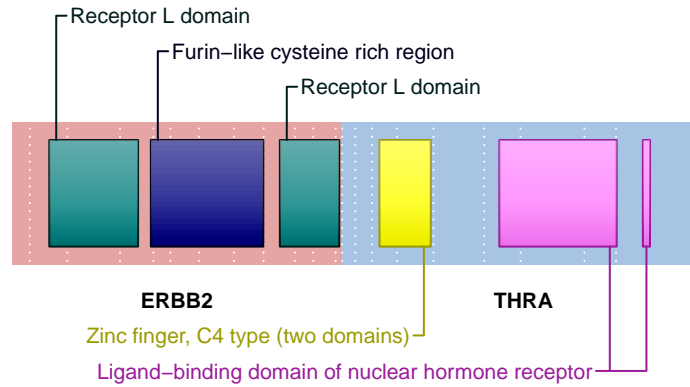 Receptor L domain
Furin−like cysteine rich region
Receptor L domain
ERBB2
THRA
Zinc finger, C4 type (two domains)
Ligand−binding domain of nuclear hormone receptor